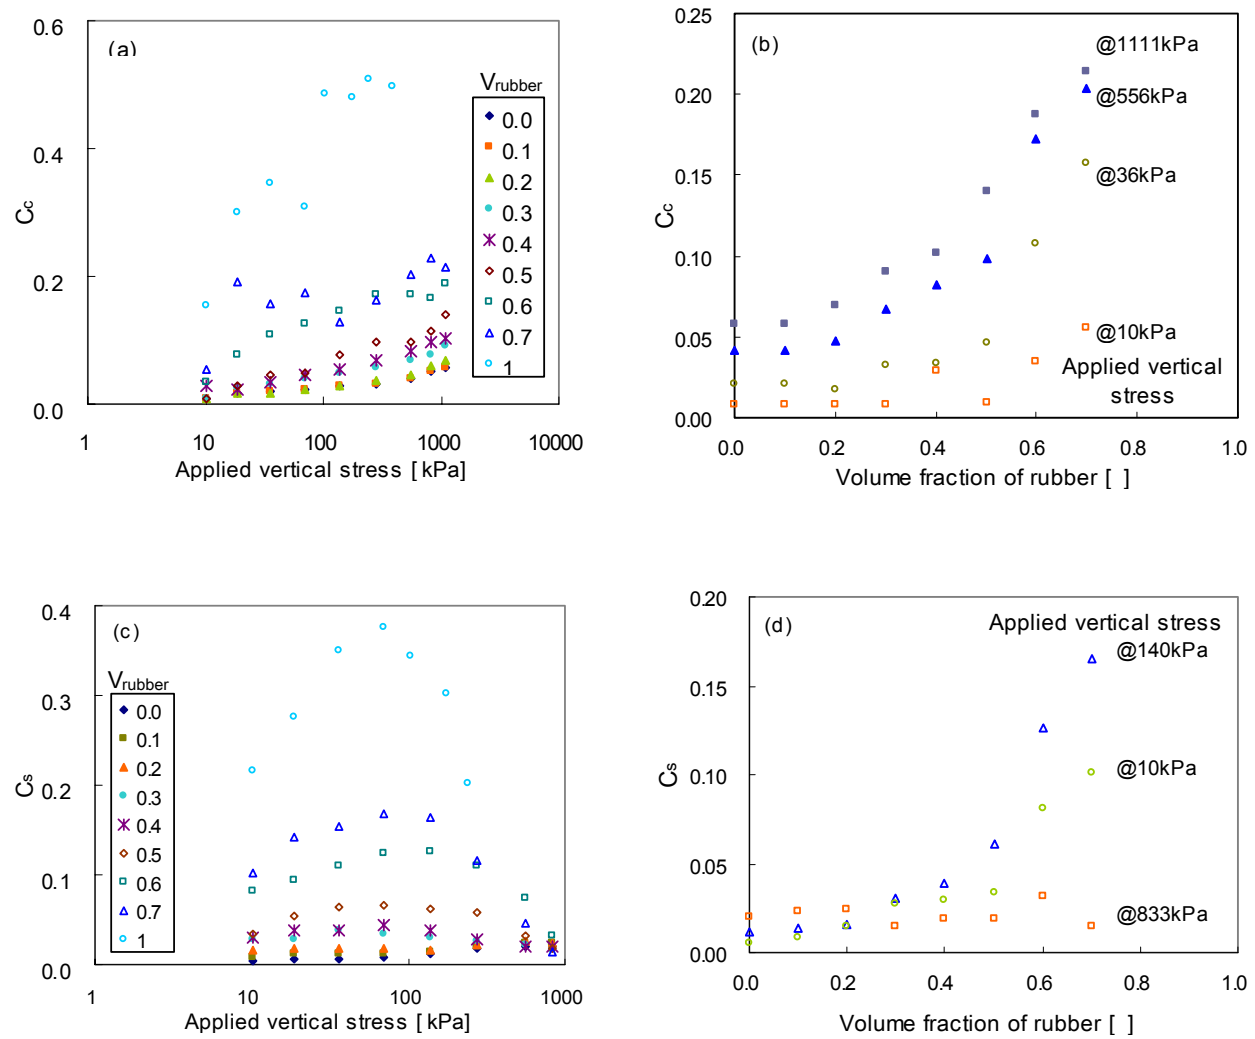 (a)
0.6
0.4
0.2
0.0
Cc
1
10
100
1000
10000
Applied vertical stress [kPa]
Vrubber
0.0
0.1
0.2
0.3
0.4
0.5
0.6
0.7
1
(b)
0.25
0.20
0.15
0.10
0.05
0.00
Cc
@1111kPa
@556kPa
@36kPa
@10kPa
Applied vertical
stress
0.0
0.2
0.4
0.6
0.8
1.0
Volume fraction of rubber [ ]
(c)
0.4
0.3
0.2
0.1
0.0
Cs
Vrubber
0.0
0.1
0.2
0.3
0.4
0.5
0.6
0.7
1
1
10
100
1000
Applied vertical stress [kPa]
(d)
0.20
0.15
0.10
0.05
0.00
Cs
Applied vertical stress
@140kPa
@10kPa
@833kPa
0.0
0.2
0.4
0.6
0.8
1.0
Volume fraction of rubber [ ]